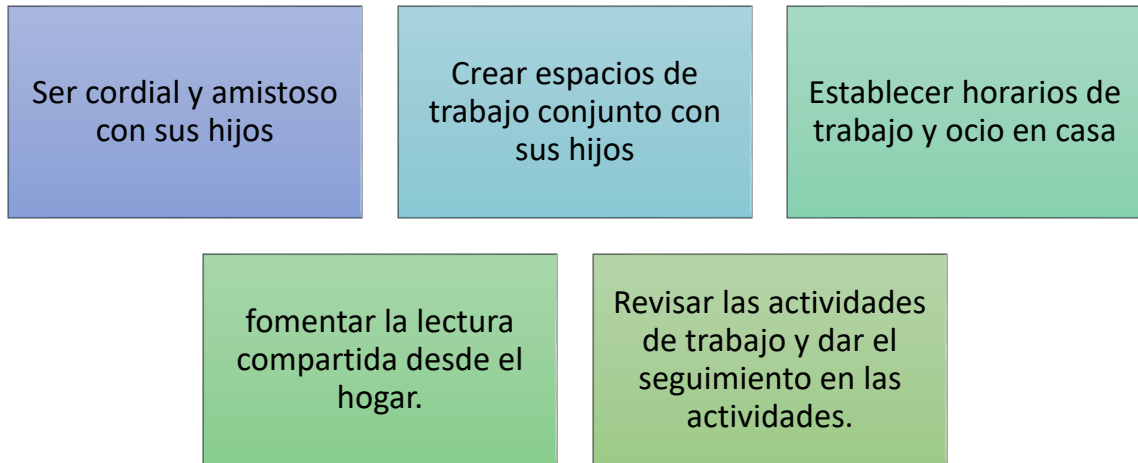 Ser cordial y amistoso
con sus hijos
Crear espacios de
trabajo conjunto con
sus hijos
Establecer horarios de
trabajo y ocio en casa
fomentar la lectura
compartida desde el
hogar.
Revisar las actividades
de trabajo y dar el
seguimiento en las
actividades.